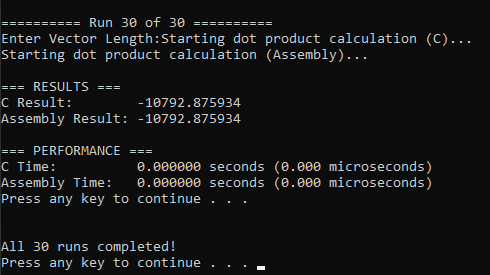 ========== Run 30 of 30 ==========
Enter Vector Length:Starting dot product calculation (C)...
Starting dot product calculation (Assembly)...
=== RESULTS ===
C Result:        -10792.875934
Assembly Result: -10792.875934
=== PERFORMANCE ===
C Time:          0.000000 seconds (0.000 microseconds)
Assembly Time:   0.000000 seconds (0.000 microseconds)
Press any key to continue . . .
All 30 runs completed!
Press any key to continue . . .